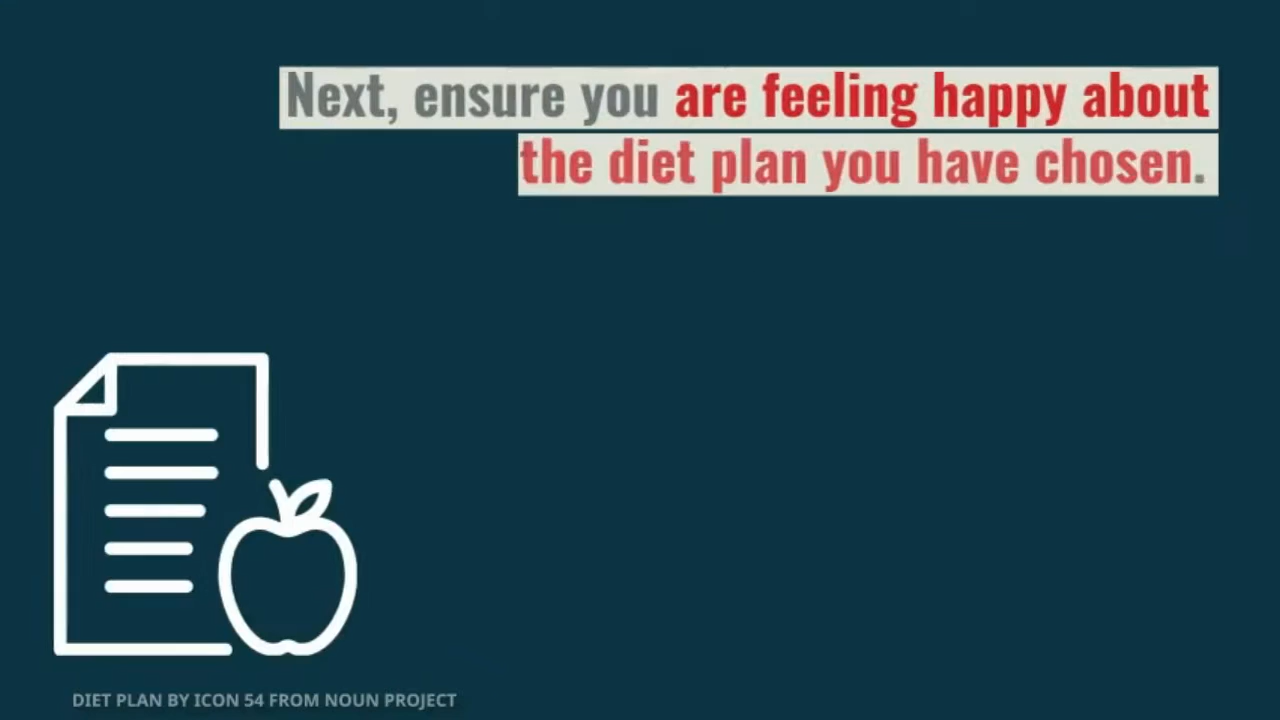 Next, ensure you are feeling happy about
the diet plan you have chosen.
DIET PLAN BY ICON 54 FROM NOUN PROJECT